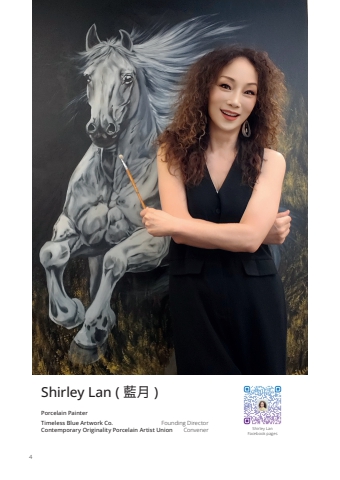 Shirley Lan ( 藍月 )
Porcelain Painter
Timeless Blue Artwork Co. Founding Director
Contemporary Originality Porcelain Artist Union Convener
Shirley Lan
Facebook pages
4